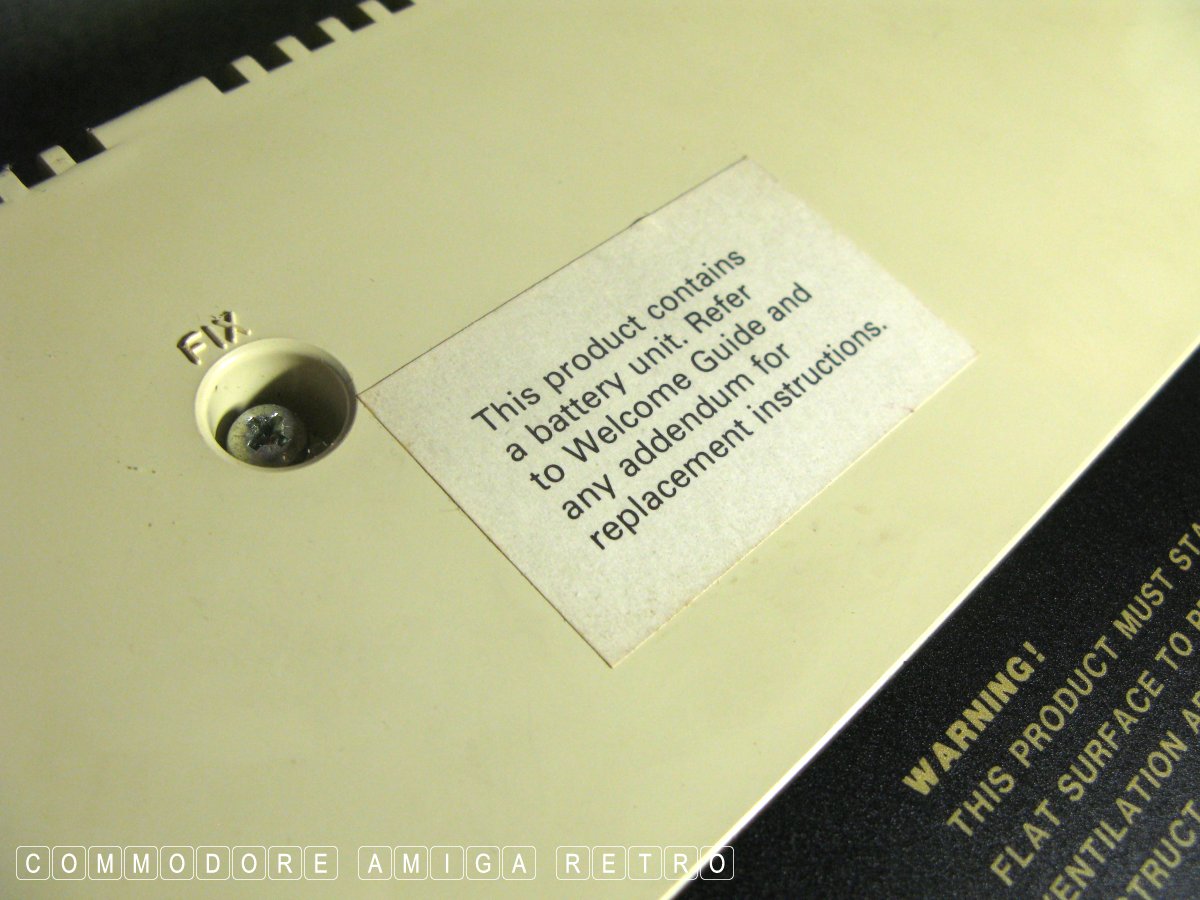 FIX
This product contains
a battery unit. Refer
to Welcome Guide and
any addendum for
replacement instructions.
WARNING!
THIS PRODUCT MUST
FLAT SURFACE TO
COMMODORE AMIGA RETRO